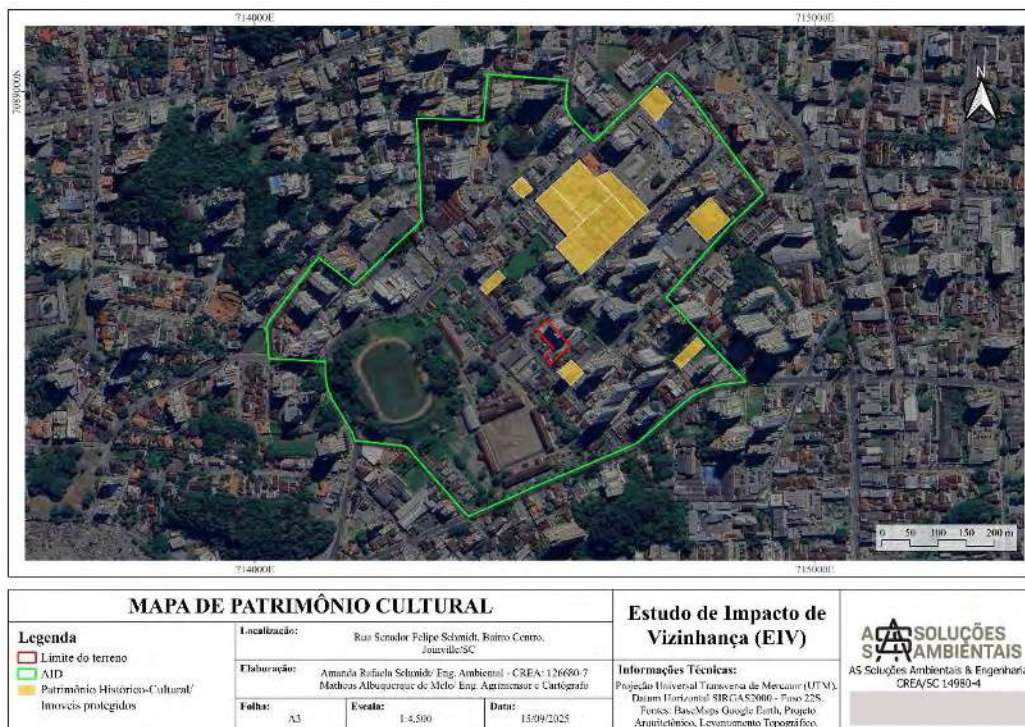 714000E
715000E
7089000N
N
0 50 100 150 200 m
714000E
715000E
MAPA DE PATRIMÔNIO CULTURAL
Legenda
Limite do terreno
AID
Patrimônio Histórico-Cultural/
Imoveis protegidos
Localização:
Rua Senador Felipe Schmidt, Bairro Centro,
Joinville/SC
Elaboração:
Amanda Rafaela Schmidt/ Eng. Ambiental - CREA: 126680-7
Matheus Albuquerque de Melo/ Eng. Agrimensor e Cartógrafo
Folha:
A3
Escala:
1:4.500
Data:
15/09/2025
Estudo de Impacto de
Vizinhança (EIV)
Informações Técnicas:
Projeção Universal Transversa de Mercator (UTM).
Datum Horizontal SIRGAS2000 - Fuso 22S.
Fontes: BaseMaps Google Earth, Projeto
Arquitetônico, Levantamento Topográfico.
AS SOLUÇÕES
AMBIENTAIS
AS Soluções Ambientais & Engenharia
CREA/SC 14980-4